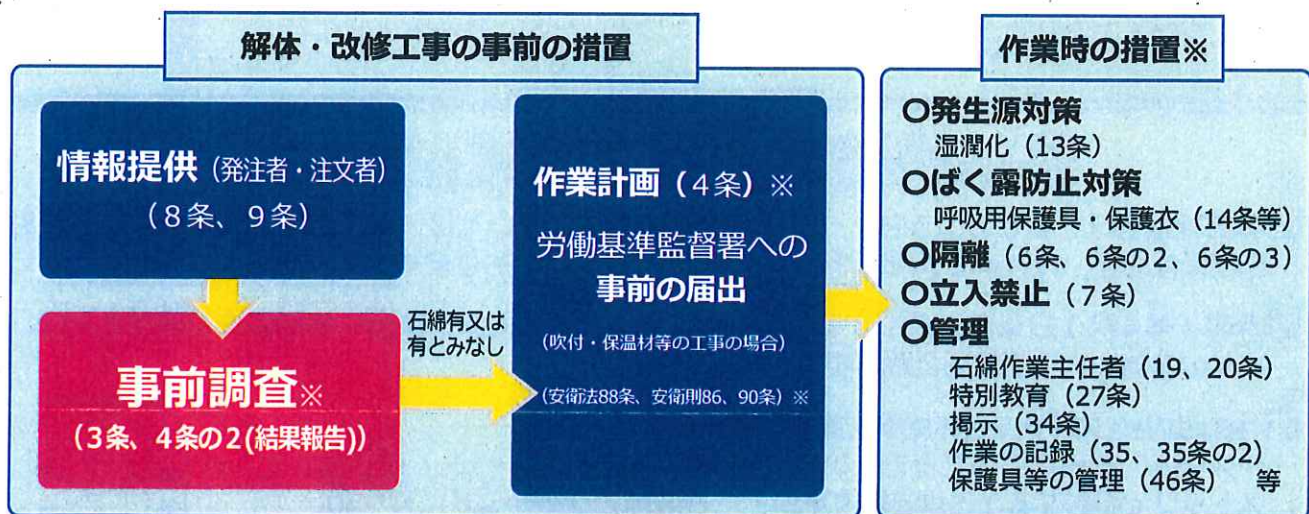 解体・改修工事の事前の措置
情報提供（発注者・注文者）
（８条、９条）
事前調査※
（３条、４条の２(結果報告)）
石綿有又は
有とみなし
作業計画（４条）※
労働基準監督署への
事前の届出
（吹付・保温材等の工事の場合）
（安衛法88条、安衛則86、90条）※
作業時の措置※
○発生源対策
湿潤化（13条）
○ばく露防止対策
呼吸用保護具・保護衣（14条等）
○隔離（６条、６条の２、６条の３）
○立入禁止（７条）
○管理
石綿作業主任者（19、20条）
特別教育（27条）
掲示（34条）
作業の記録（35、35条の２）
保護具等の管理（46条）　等